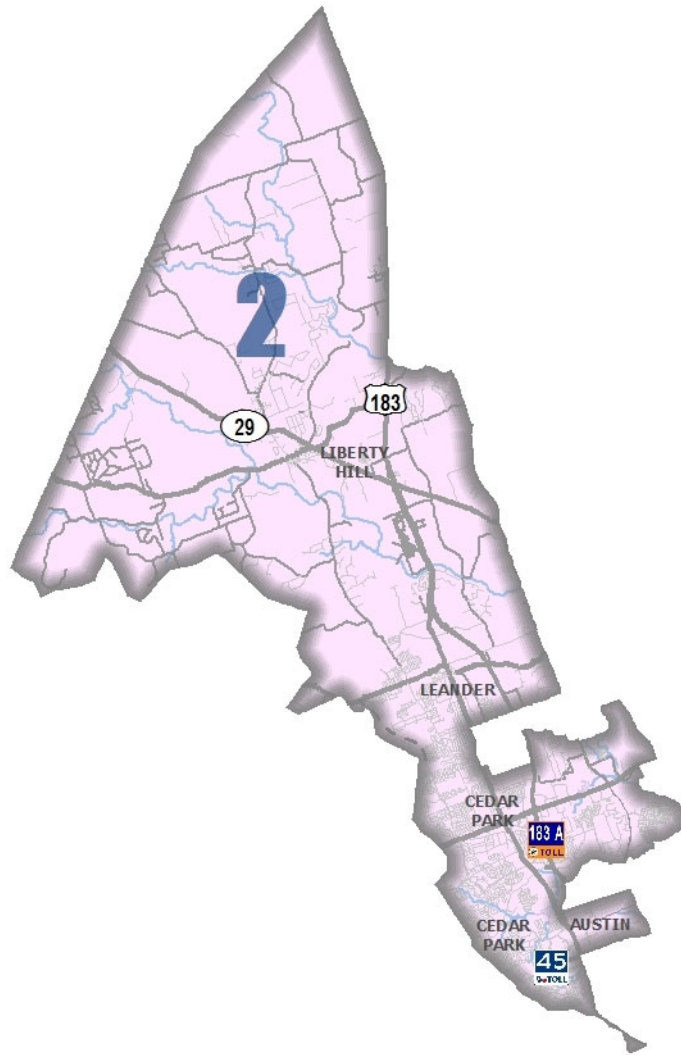 2
183
29
LIBERTY
HILL
LEANDER
CEDAR
PARK
183 A
TOLL
CEDAR
PARK
AUSTIN
45
TOLL